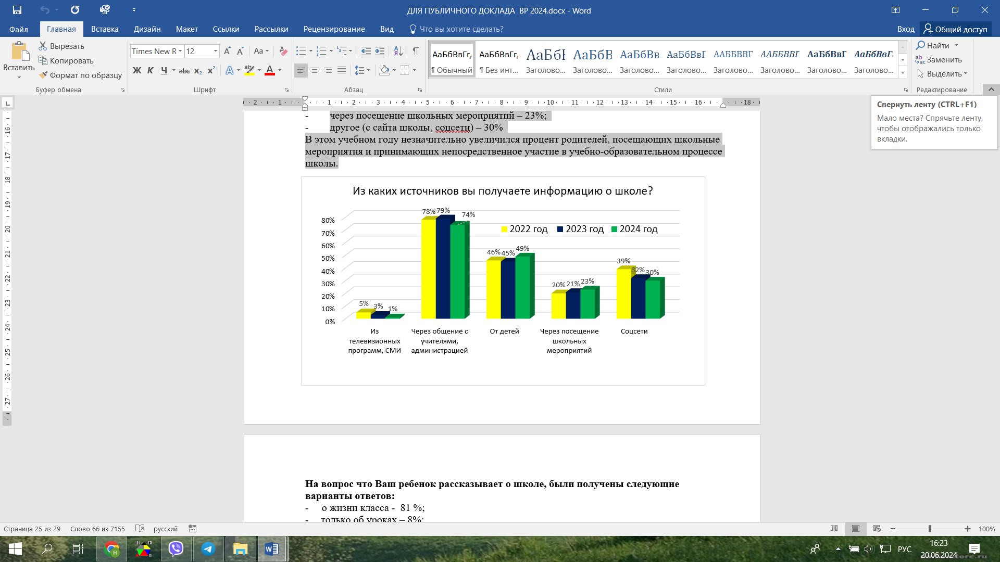 ДЛЯ ПУБЛИЧНОГО ДОКЛАДА ВР 2024.docx - Word
Файл Главная Вставка Дизайн Макет Ссылки Рассылки Рецензирование Вид Что вы хотите сделать? Вход Общий доступ
Вставить
Вырезать
Копировать
Формат по образцу
Буфер обмена
Times New R 12
Aa
Ж К Ч abc x₂ x²
Шрифт
Абзац
АаБбВвГг, АаБбВвГг, АаБбІ АаБбВ АаБбВв АаБбВвГ ААББВВГ ААББВВГ АаБбВвГ АаБбВвГ.
¶ Обычный ¶ Без инт... Заголово... Заголово... Заголово... Заголово... Заголово... Заголово... Заголово... Заголово...
Стили
Найти
Заменить
Выделить
Редактирование
Свернуть ленту (CTRL+F1)
Мало места? Спрячьте ленту,
чтобы отображались только
вкладки.
2 1 1 2 3 4 5 6 7 8 9 10 11 12 13 14 15 16 18
16 17 18 19 20 21 22 23 24 25 26 27
- через посещение школьных мероприятий – 23%;
- другое (с сайта школы, соцсети) – 30%
В этом учебном году незначительно увеличился процент родителей, посещающих школьные
мероприятия и принимающих непосредственное участие в учебно-образовательном процессе
школы.
Из каких источников вы получаете информацию о школе?
2022 год 2023 год 2024 год
80%
70%
60%
50%
40%
30%
20%
10%
0%
5% 3% 1%
78% 79% 74%
46% 45% 49%
20% 21% 23%
39% 32% 30%
Из
телевизионных
программ, СМИ
Через общение с
учителями,
администрацией
От детей
Через посещение
школьных
мероприятий
Соцсети
На вопрос что Ваш ребенок рассказывает о школе, были получены следующие
варианты ответов:
- о жизни класса - 81 %;
- только об уроках – 8%;
Страница 25 из 29 Слово 66 из 7155 русский 100%
РУС
16:23
20.06.2024